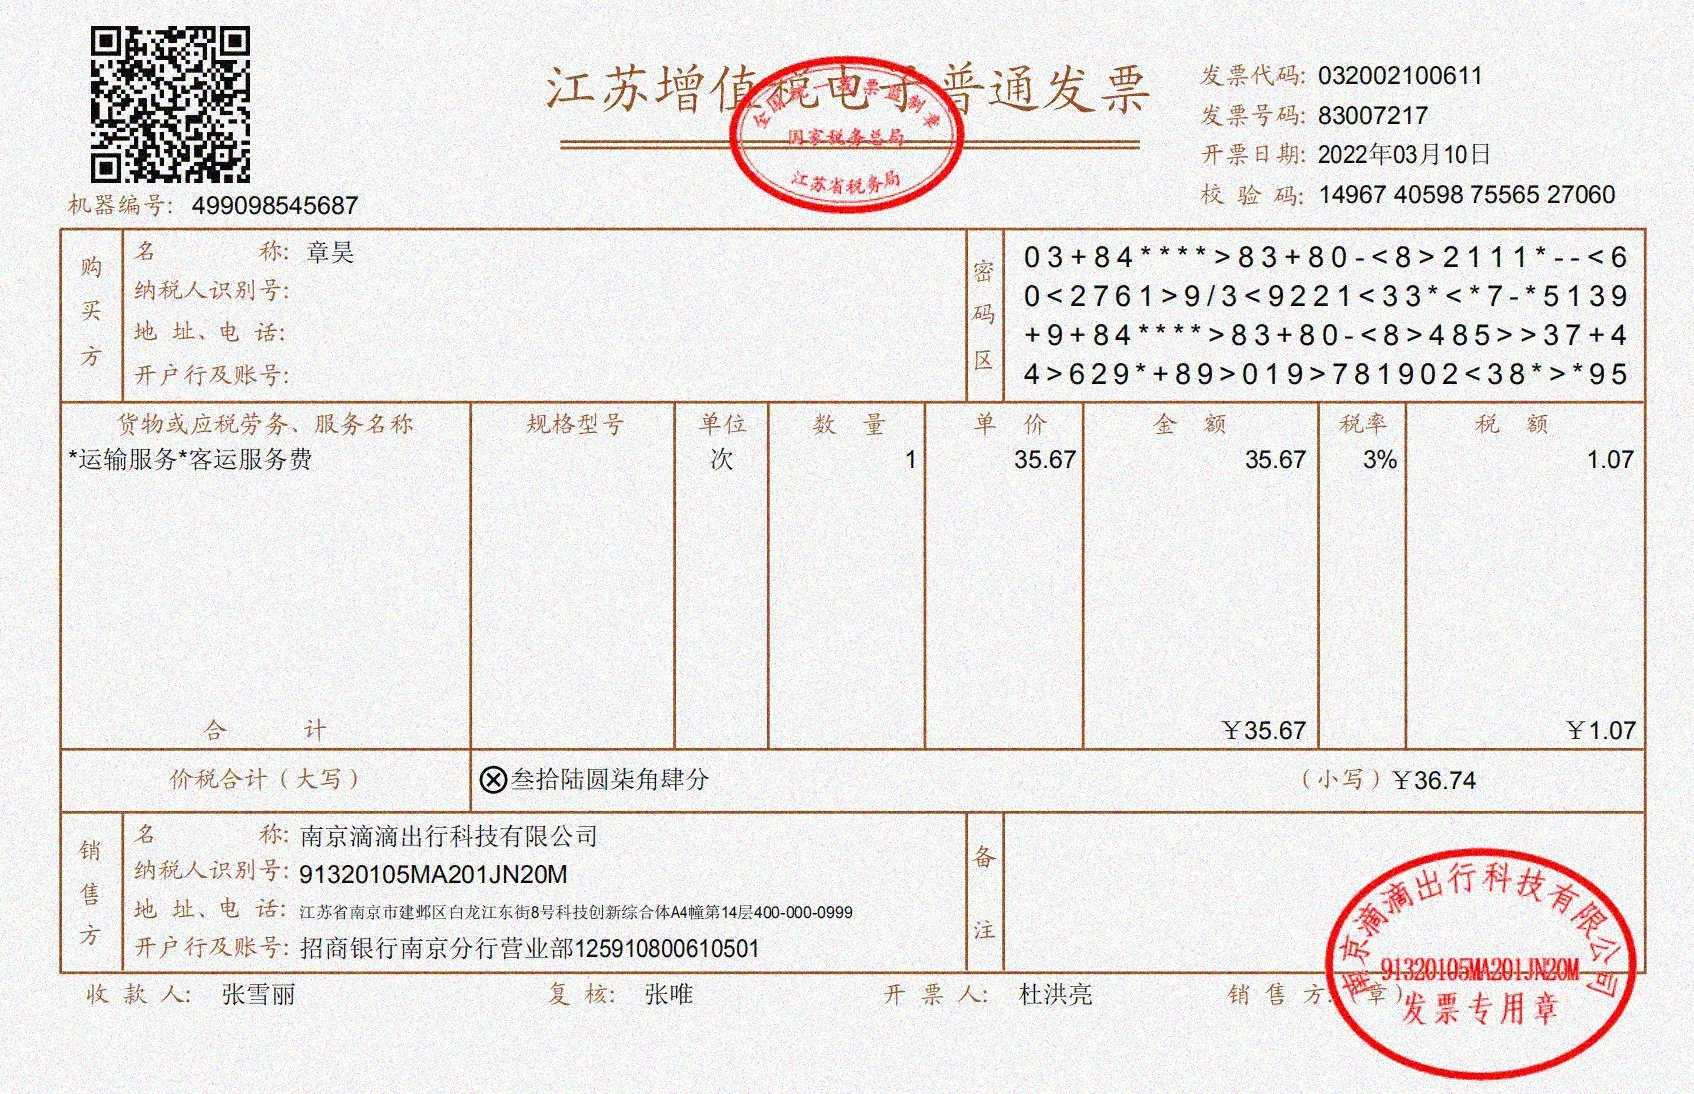 江苏增值税电子普通发票
全国统一发票监制章
国家税务总局
江苏省税务局
发票代码: 032002100611
发票号码: 83007217
开票日期: 2022年03月10日
校 验 码: 14967 40598 75565 27060
机器编号: 499098545687
购买方
名 称: 章昊
纳税人识别号:
地 址、电 话:
开户行及账号:
密码区
03+84****>83+80-<8>2111*--<6
0<2761>9/3<9221<33*<*7-*5139
+9+84****>83+80-<8>485>>37+4
4>629*+89>019>781902<38*>*95
货物或应税劳务、服务名称 规格型号 单位 数 量 单 价 金 额 税率 税 额
*运输服务*客运服务费 次 1 35.67 35.67 3% 1.07
合 计 ￥35.67 ￥1.07
价税合计（大写） ⊗叁拾陆圆柒角肆分 （小写）￥36.74
销售方
名 称: 南京滴滴出行科技有限公司
纳税人识别号: 91320105MA201JN20M
地 址、电 话: 江苏省南京市建邺区白龙江东街8号科技创新综合体A4幢第14层400-000-0999
开户行及账号: 招商银行南京分行营业部125910800610501
备注
收 款 人: 张雪丽 复 核: 张唯 开 票 人: 杜洪亮 销 售 方: 章）
南京滴滴出行科技有限公司
91320105MA201JN20M
发票专用章